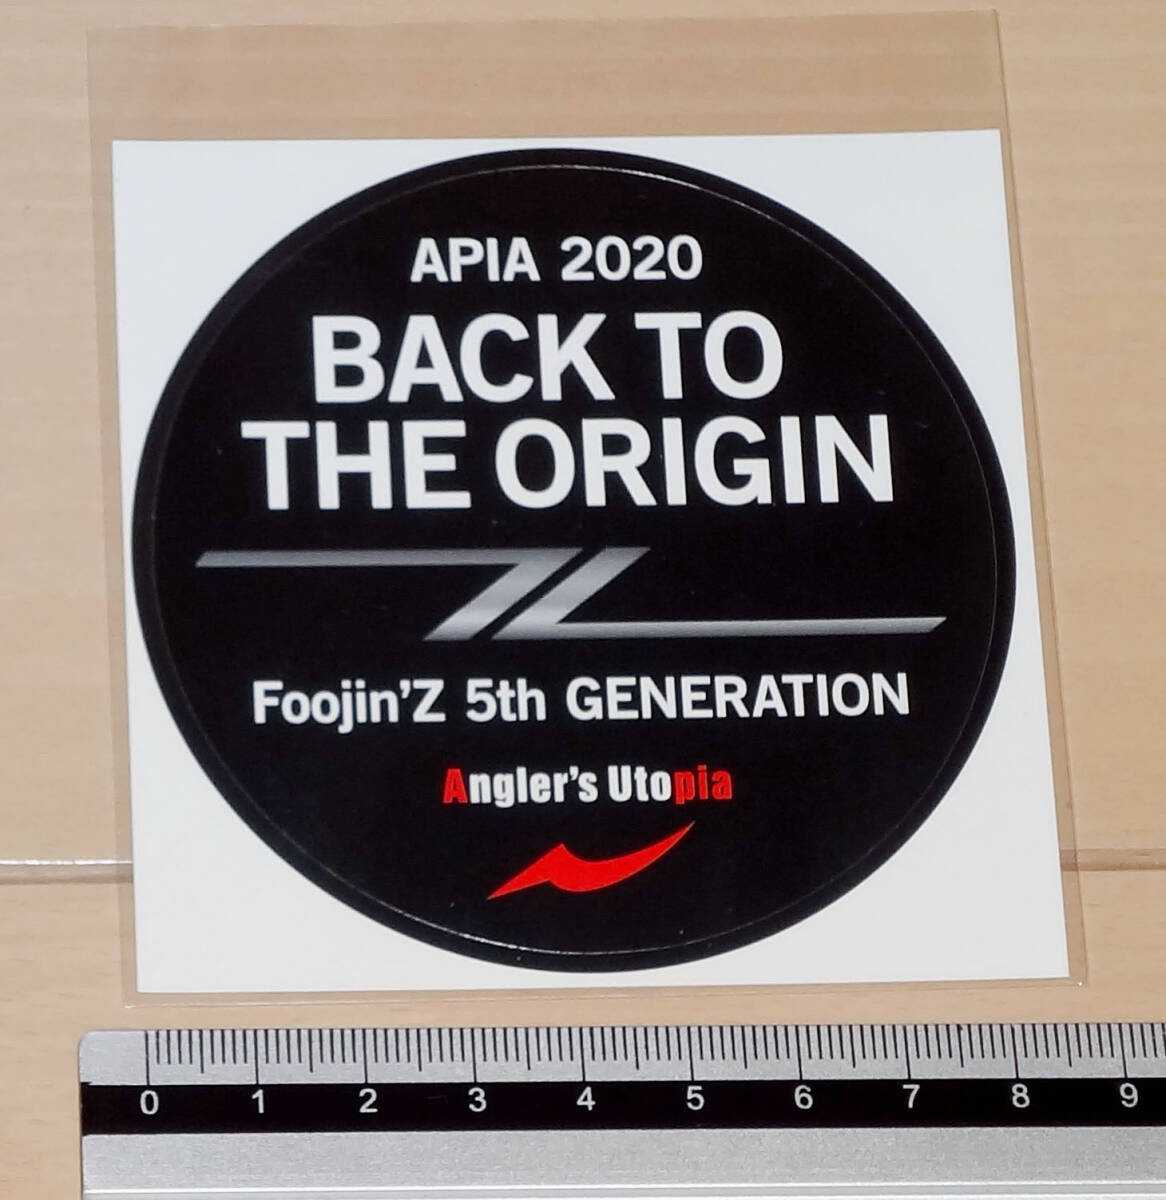 APIA 2020
BACK TO
THE ORIGIN
Foojin'Z 5th GENERATION
Angler's Utopia
0 1 2 3 4 5 6 7 8 9